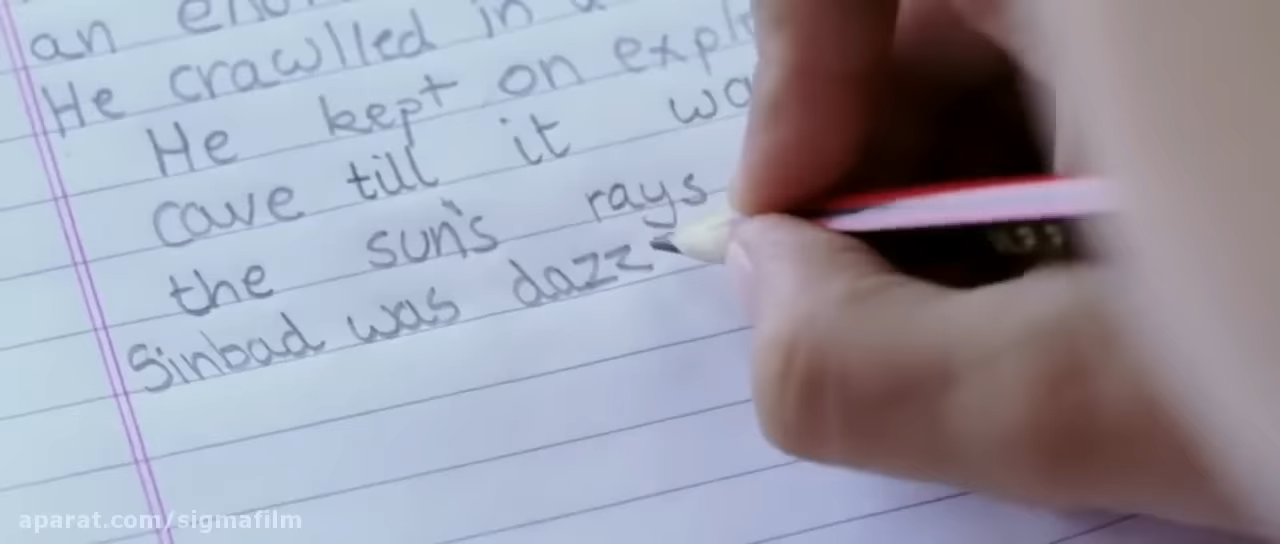 an
He crawlled in
He kept on expl
cave till it wa
the sun's rays
Sinbad was dazz
aparat.com/sigmafilm